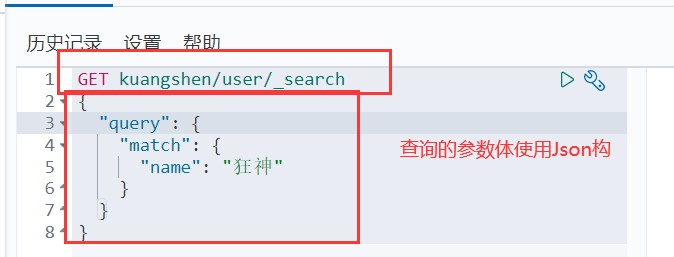 历史记录 设置 帮助
1 GET kuangshen/user/_search
2 {
3 "query": {
4 "match": {
5 "name": "狂神"
6 }
7 }
8 }
查询的参数体使用Json构